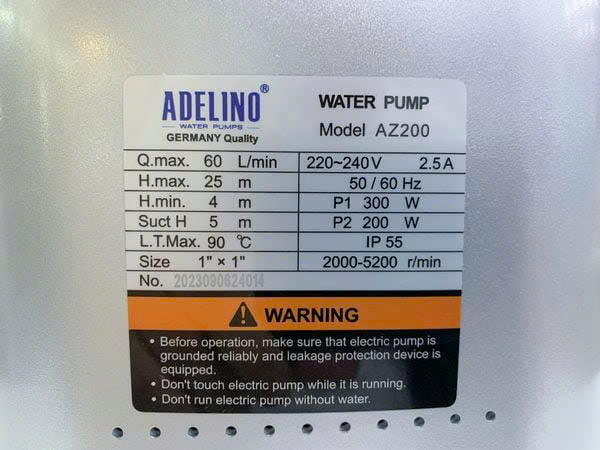 ADELINO®
WATER PUMPS
GERMANY Quality
WATER PUMP
Model AZ200
Q.max. 60 L/min
220~240V 2.5A
H.max. 25 m
50 / 60 Hz
H.min. 4 m
P1 300 W
Suct H 5 m
P2 200 W
L.T.Max. 90 ℃
IP 55
Size 1" × 1"
2000-5200 r/min
No. 2023090624014
WARNING
• Before operation, make sure that electric pump is
grounded reliably and leakage protection device is
equipped.
• Don't touch electric pump while it is running.
• Don't run electric pump without water.